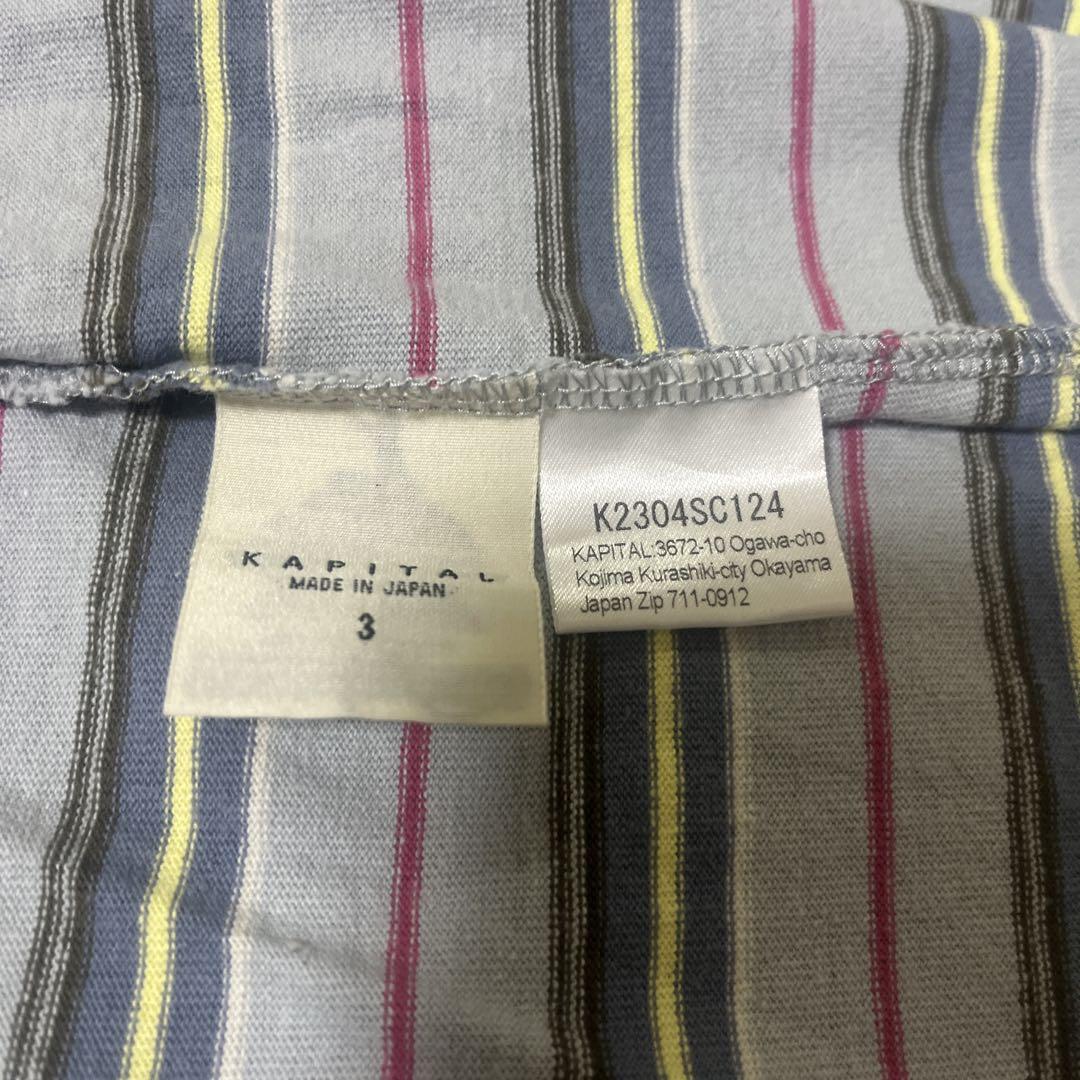 KAPITAL
MADE IN JAPAN
3
K2304SC124
KAPITAL:3672-10 Ogawa-cho
Kojima Kurashiki-city Okayama
Japan Zip 711-0912